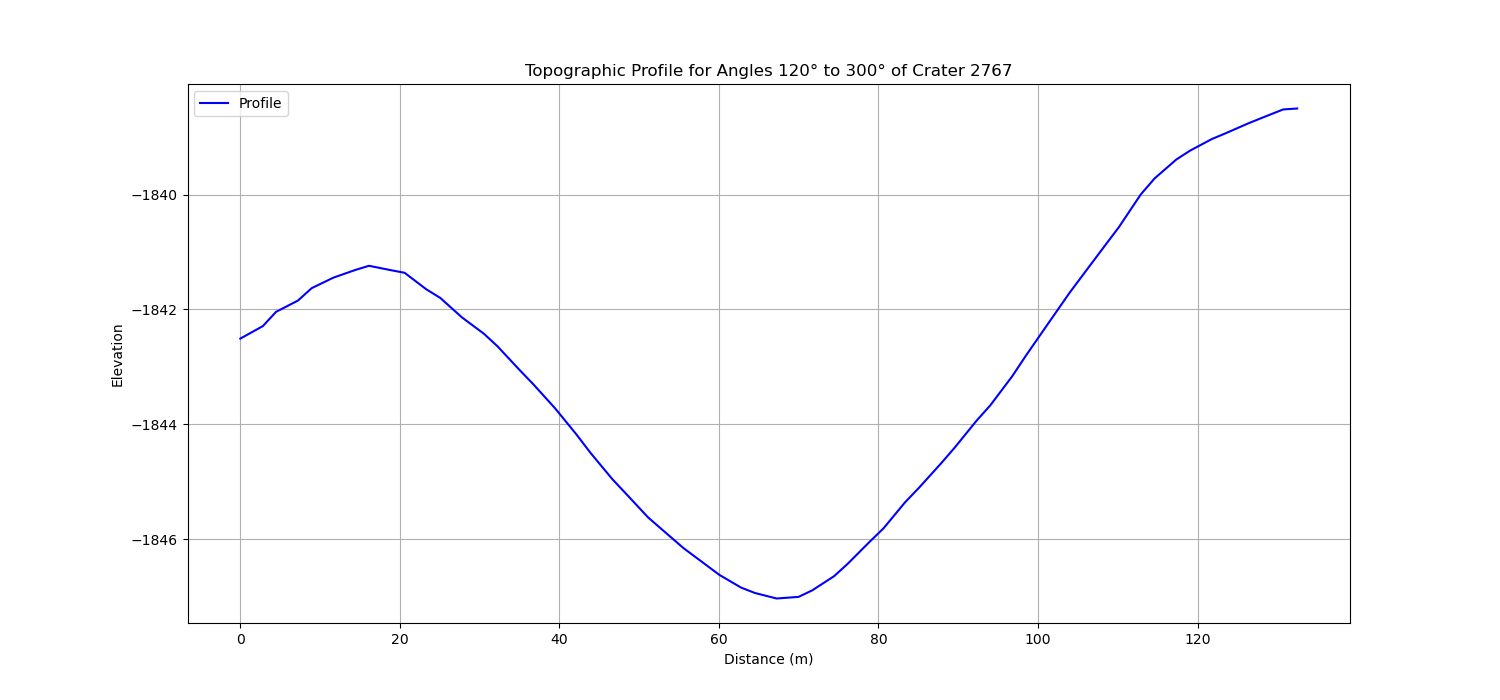 Topographic Profile for Angles 120° to 300° of Crater 2767
Profile
−1840
−1842
−1844
−1846
Elevation
0
20
40
60
80
100
120
Distance (m)